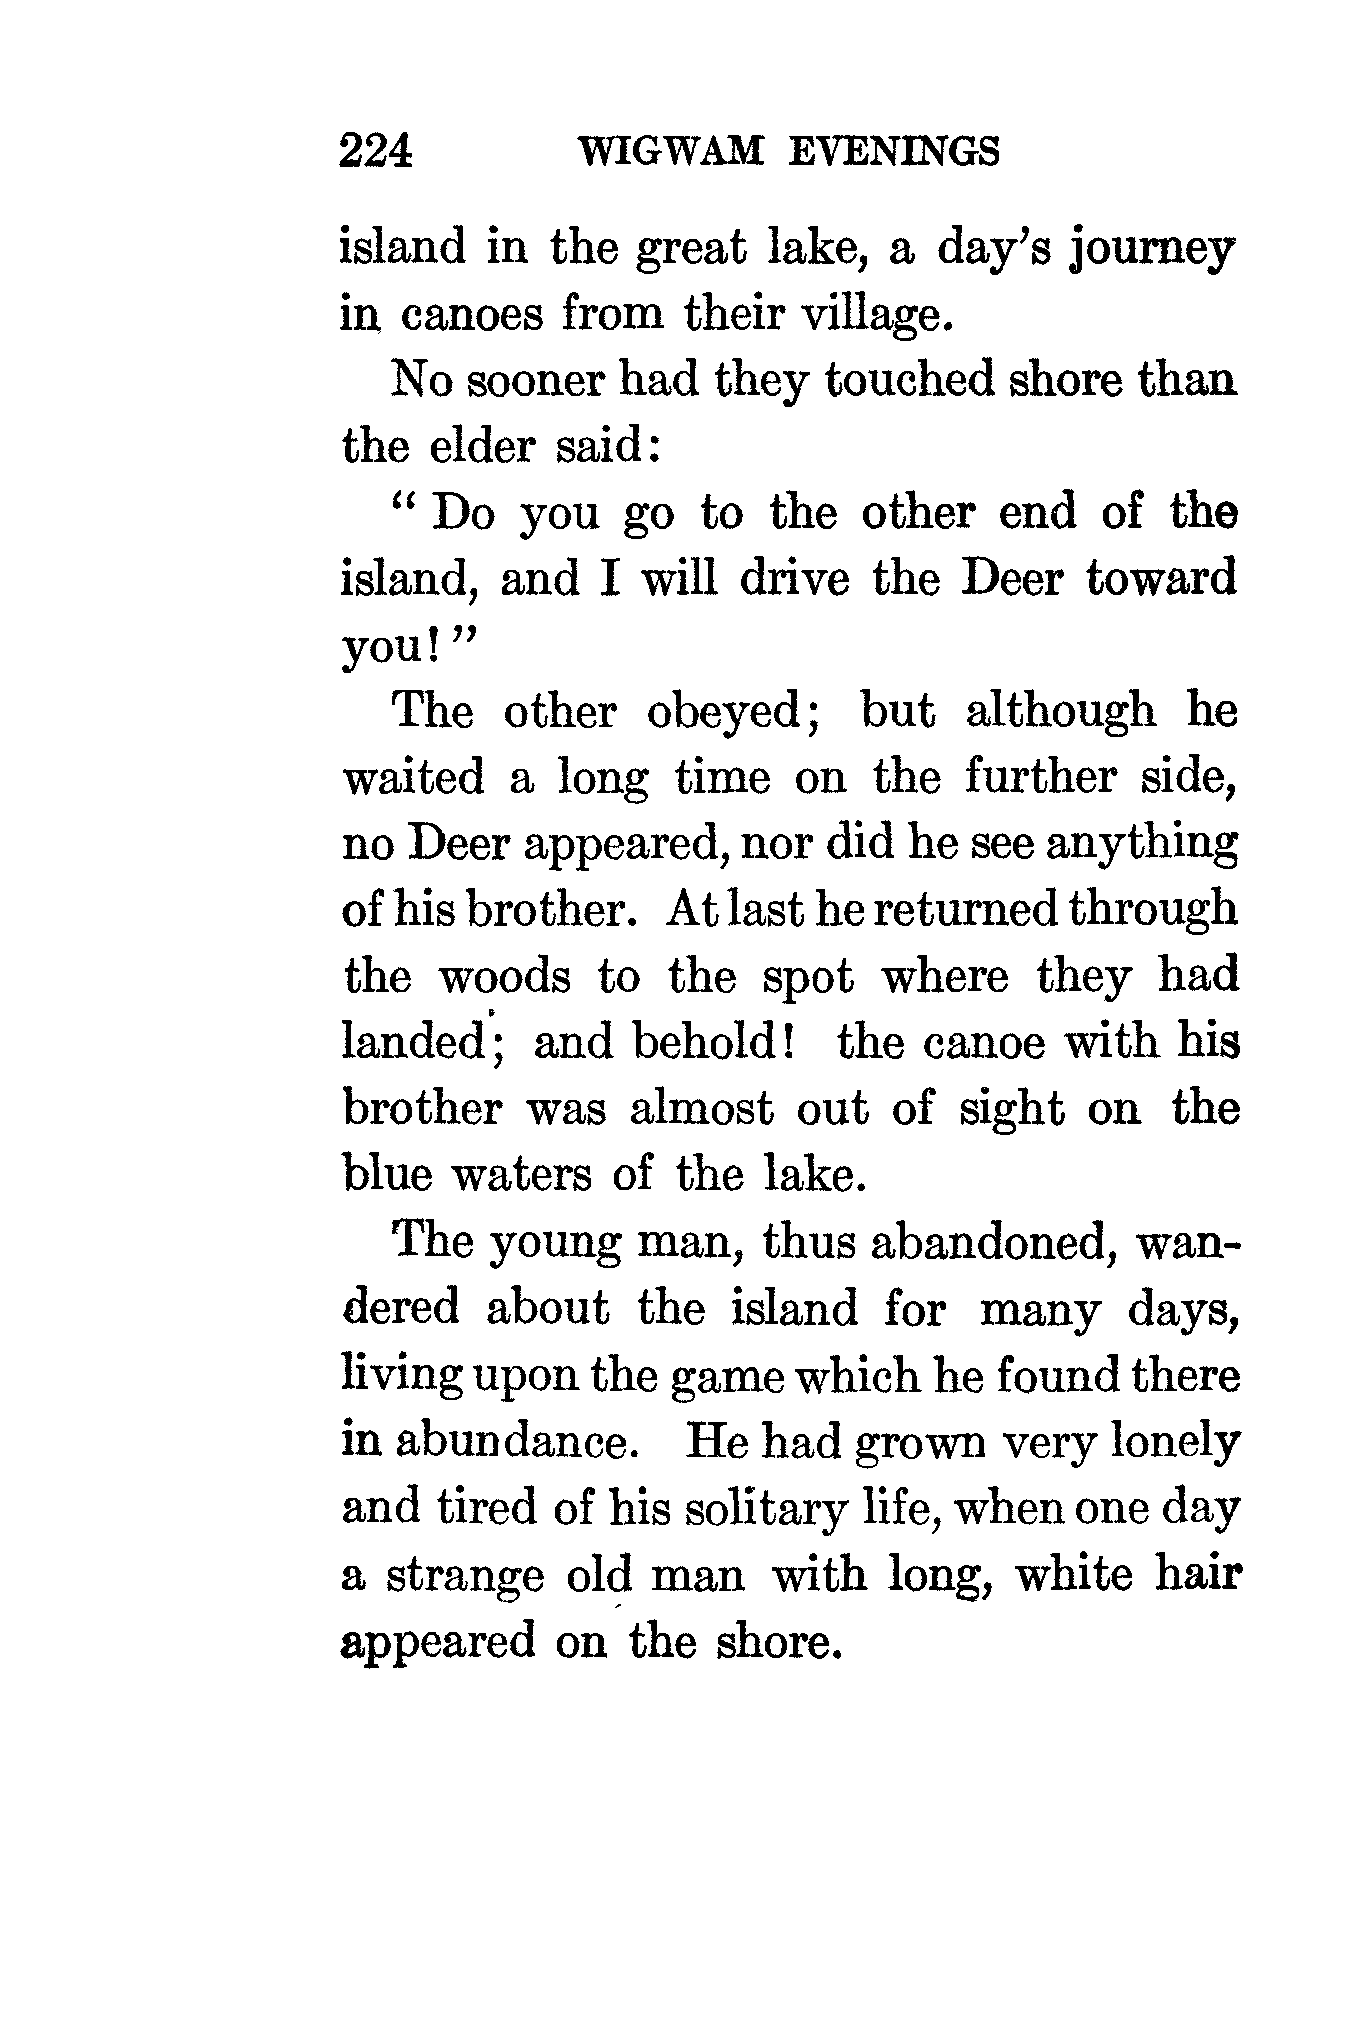 224 WIGWAM EVENINGS
island in the great lake, a day's journey
in canoes from their village.
No sooner had they touched shore than
the elder said:
" Do you go to the other end of the
island, and I will drive the Deer toward
you! "
The other obeyed; but although he
waited a long time on the further side,
no Deer appeared, nor did he see anything
of his brother. At last he returned through
the woods to the spot where they had
landed; and behold! the canoe with his
brother was almost out of sight on the
blue waters of the lake.
The young man, thus abandoned, wan-
dered about the island for many days,
living upon the game which he found there
in abundance. He had grown very lonely
and tired of his solitary life, when one day
a strange old man with long, white hair
appeared on the shore.